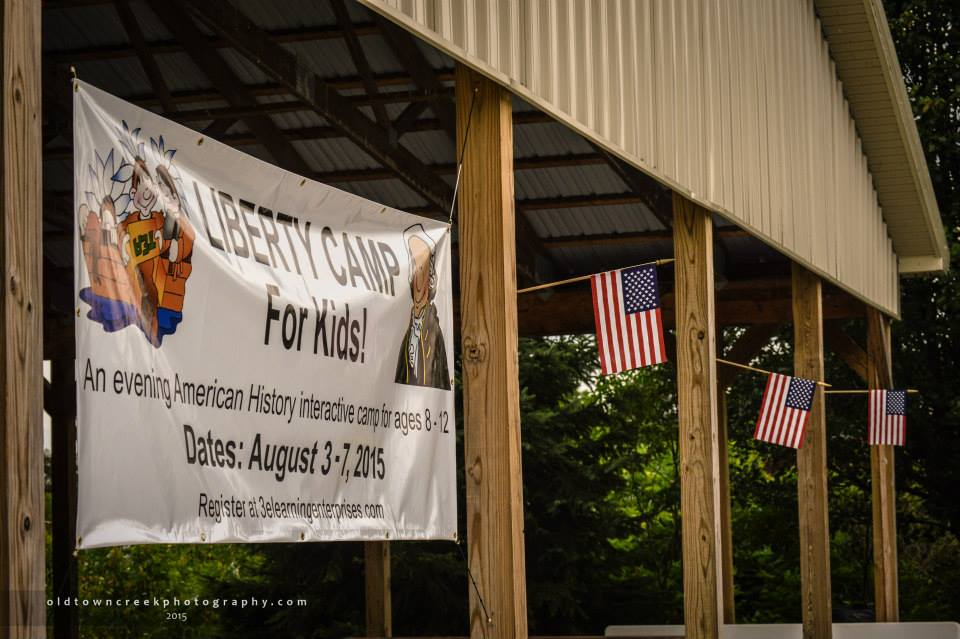 LIBERTY CAMP
For Kids!
TEA
An evening American History interactive camp for ages 8 - 12
Dates: August 3 -7, 2015
Register at 3elearningenterprises.com
oldtowncreekphotography.com
2015